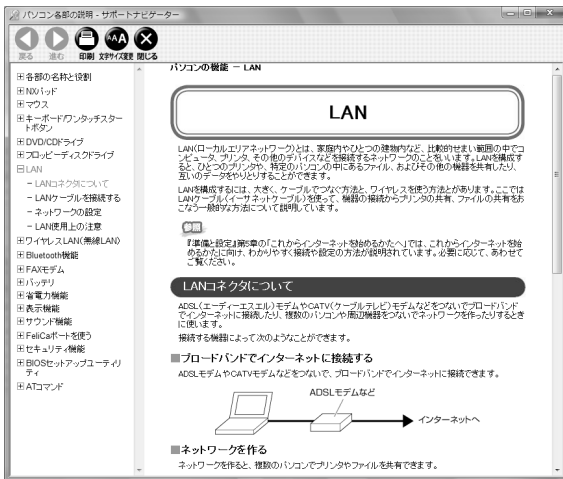 パソコン各部の説明 - サポートナビゲーター
戻る 進む 印刷 文字サイズ変更 閉じる
各部の名称と役割
NXパッド
マウス
キーボード/ワンタッチスタートボタン
DVD/CDドライブ
フロッピーディスクドライブ
LAN
− LANコネクタについて
− LANケーブルを接続する
− ネットワークの設定
− LAN使用上の注意
ワイヤレスLAN(無線LAN)
Bluetooth機能
FAXモデム
バッテリ
省電力機能
表示機能
サウンド機能
FeliCaポートを使う
セキュリティ機能
BIOSセットアップユーティリティ
ATコマンド
パソコンの機能 − LAN
LAN
LAN(ローカルエリアネットワーク)とは、家庭内やひとつの建物内など、比較的せまい範囲の中でコ
ンピュータ、プリンタ、その他のデバイスなどを接続するネットワークのことをいいます。LANを構成す
ると、ひとつのプリンタや、特定のパソコンの中にあるファイル、およびその他の機器を共有したり、
互いのデータをやりとりすることができます。
LANを構成するには、大きく、ケーブルでつなぐ方法と、ワイヤレスを使う方法とがあります。ここでは
LANケーブル(イーサネットケーブル)を使って、機器の接続からプリンタの共有、ファイルの共有をお
こなう一般的な方法について説明しています。
参照
『準備と設定』第5章の「これからインターネットを始めるかたへ」では、これからインターネットを始
めるかたに向け、わかりやすく接続や設定の方法が説明されています。必要に応じて、あわせて
ご覧ください。
LANコネクタについて
ADSL(エーディーエスエル)モデムやCATV(ケーブルテレビ)モデムなどをつないでブロードバンド
でインターネットに接続したり、複数のパソコンや周辺機器をつないでネットワークを作ったりするとき
に使います。
接続する機器によって次のようなことができます。
■ブロードバンドでインターネットに接続する
ADSLモデムやCATVモデムなどをつないで、ブロードバンドでインターネットに接続できます。
ADSLモデムなど
インターネットへ
■ネットワークを作る
ネットワークを作ると、複数のパソコンでプリンタやファイルを共有できます。